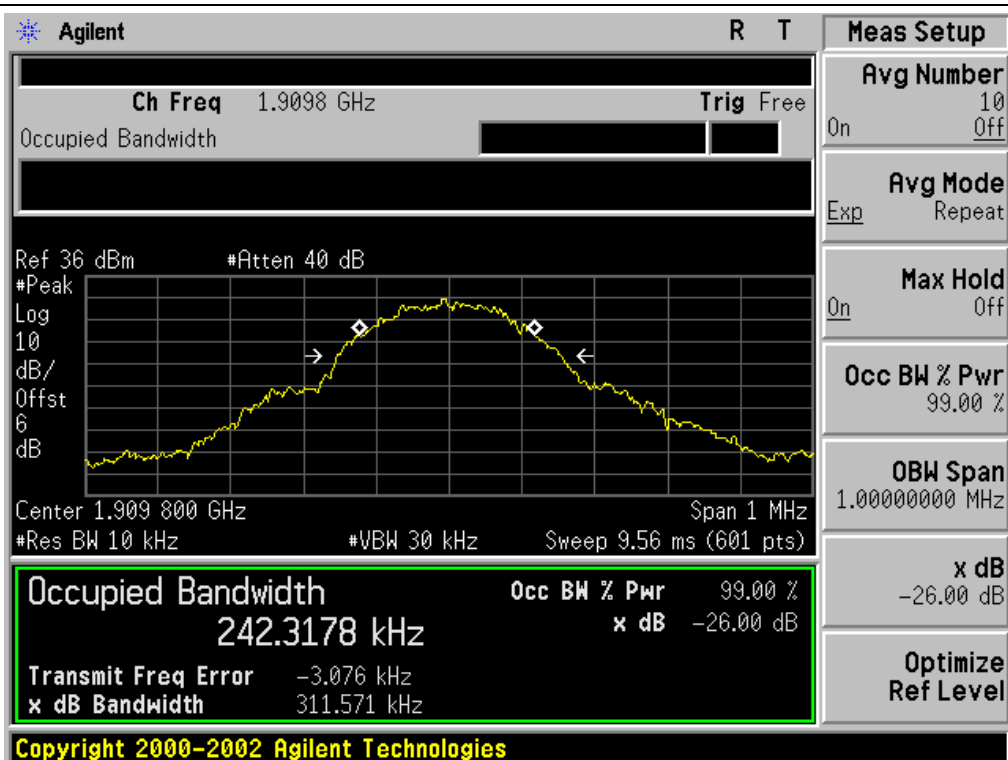 Agilent R T Meas Setup
Ch Freq 1.9098 GHz Trig Free
Occupied Bandwidth
Avg Number
10
On Off
Avg Mode
Exp Repeat
Max Hold
On Off
Occ BW % Pwr
99.00 %
OBW Span
1.00000000 MHz
x dB
-26.00 dB
Optimize
Ref Level
Ref 36 dBm #Atten 40 dB
#Peak
Log
10
dB/
Offst
6
dB
Center 1.909 800 GHz Span 1 MHz
#Res BW 10 kHz #VBW 30 kHz Sweep 9.56 ms (601 pts)
Occupied Bandwidth Occ BW % Pwr 99.00 %
242.3178 kHz x dB -26.00 dB
Transmit Freq Error -3.076 kHz
x dB Bandwidth 311.571 kHz
Copyright 2000-2002 Agilent Technologies